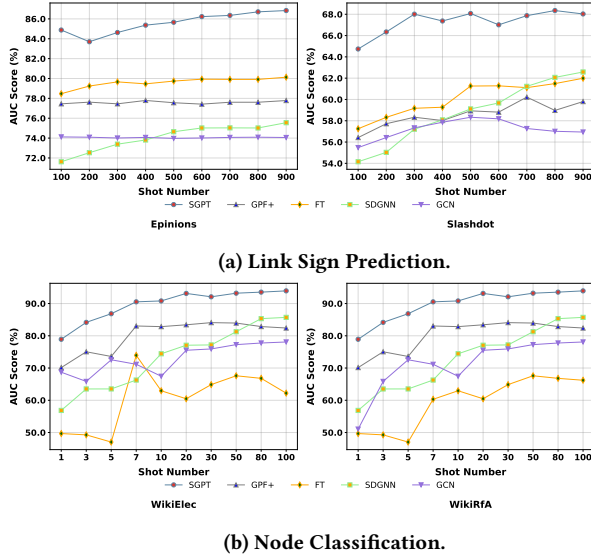 AUC Score (%)
86.0
84.0
82.0
80.0
78.0
76.0
74.0
72.0
100 200 300 400 500 600 700 800 900
Shot Number
SGPT GPF+ FT SDGNN GCN
Epinions
AUC Score (%)
68.0
66.0
64.0
62.0
60.0
58.0
56.0
54.0
100 200 300 400 500 600 700 800 900
Shot Number
Slashdot
(a) Link Sign Prediction.
AUC Score (%)
90.0
80.0
70.0
60.0
50.0
1 3 5 7 10 20 30 50 80 100
Shot Number
SGPT GPF+ FT SDGNN GCN
WikiElec
AUC Score (%)
90.0
80.0
70.0
60.0
50.0
1 3 5 7 10 20 30 50 80 100
Shot Number
WikiRfA
(b) Node Classification.